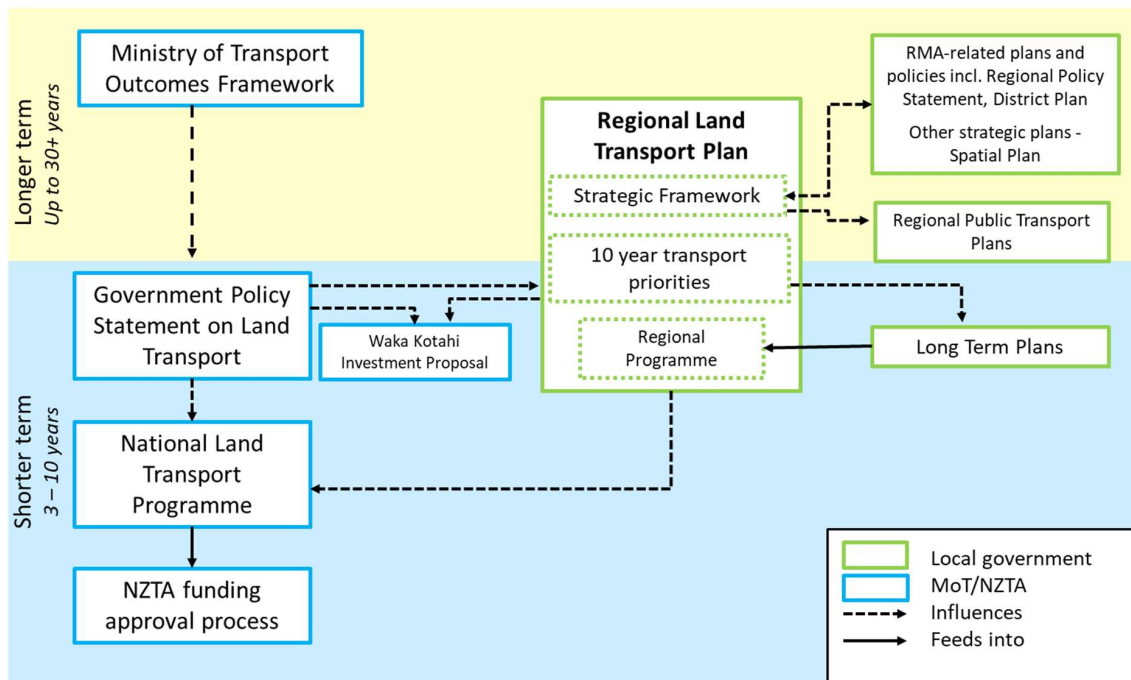 Longer term
Up to 30+ years
Ministry of Transport
Outcomes Framework
Regional Land
Transport Plan
Strategic Framework
10 year transport
priorities
Regional
Programme
RMA-related plans and
policies incl. Regional Policy
Statement, District Plan
Other strategic plans -
Spatial Plan
Regional Public Transport
Plans
Shorter term
3 – 10 years
Government Policy
Statement on Land
Transport
Waka Kotahi
Investment Proposal
Long Term Plans
National Land
Transport
Programme
NZTA funding
approval process
Local government
MoT/NZTA
Influences
Feeds into